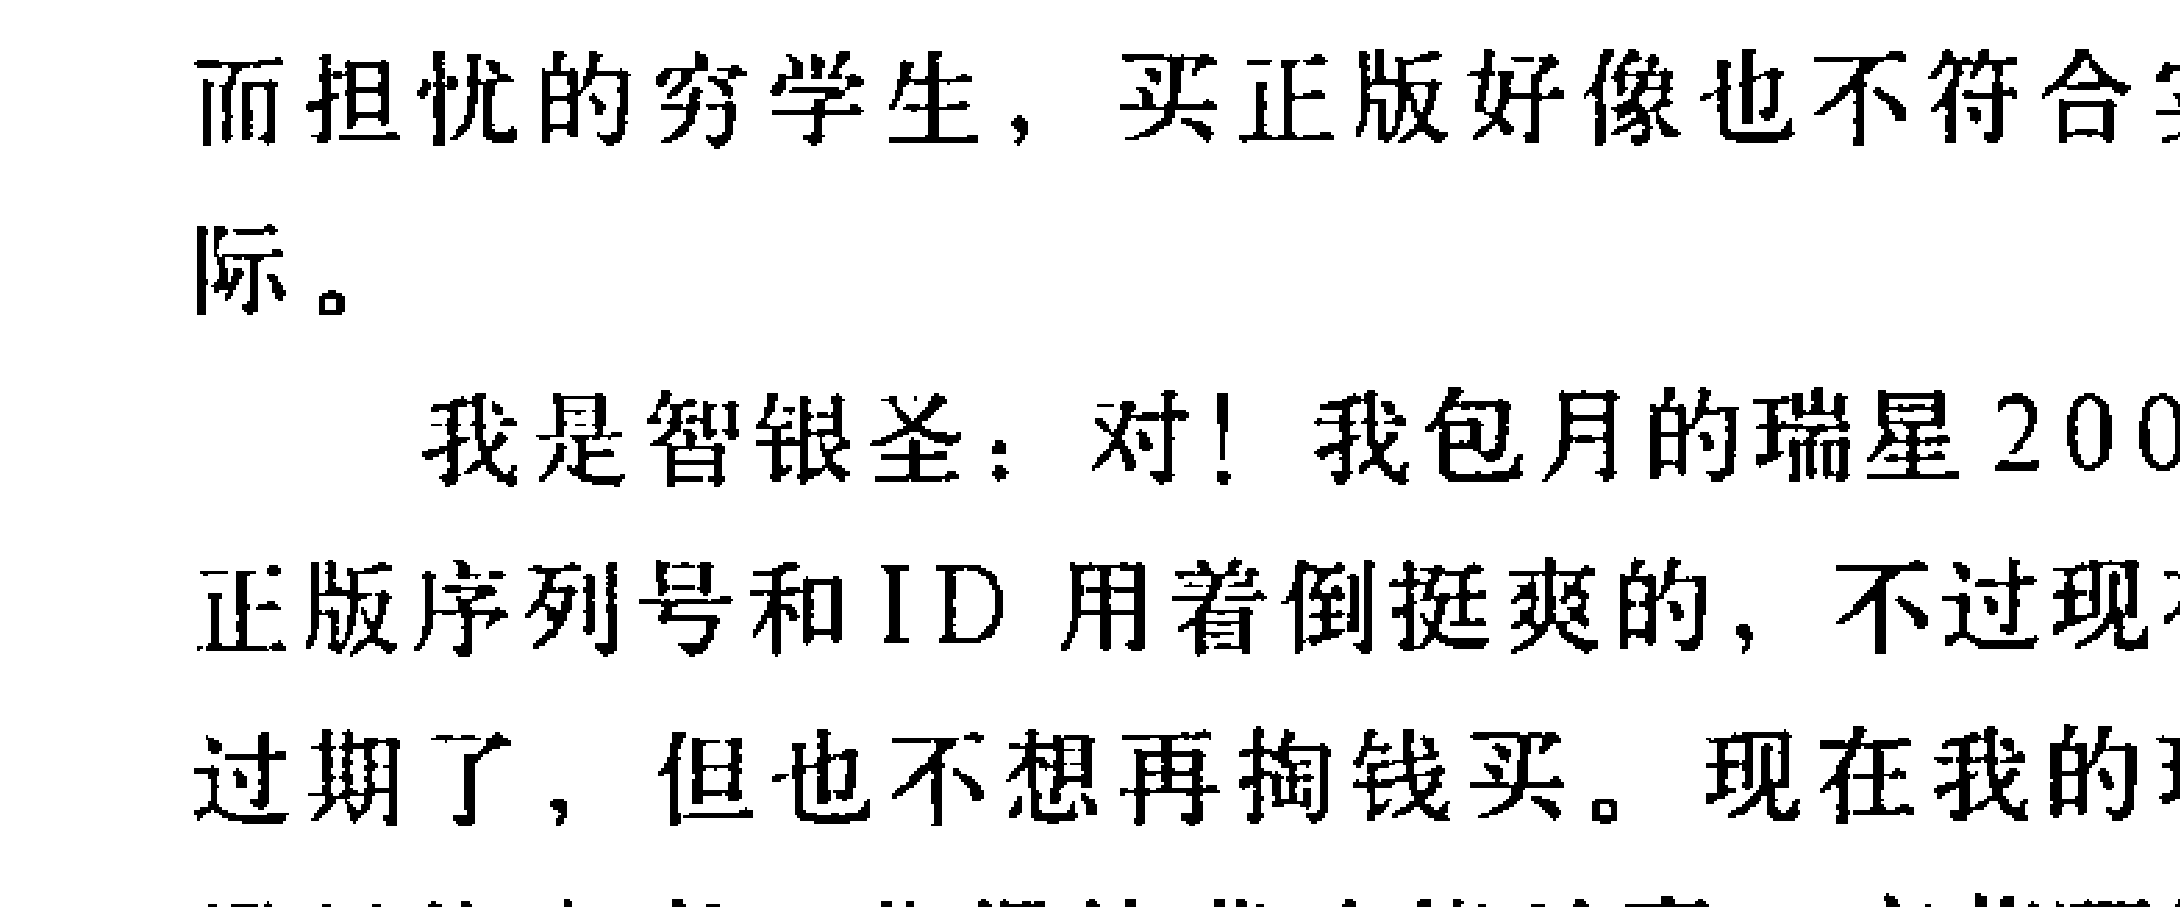 而担忧的穷学生，买正版好像也不符合
际。
我是智银圣：对！我包月的瑞星200
正版序列号和ID 用着倒挺爽的，不过现
过期了，但也不想再掏钱买。现在我的